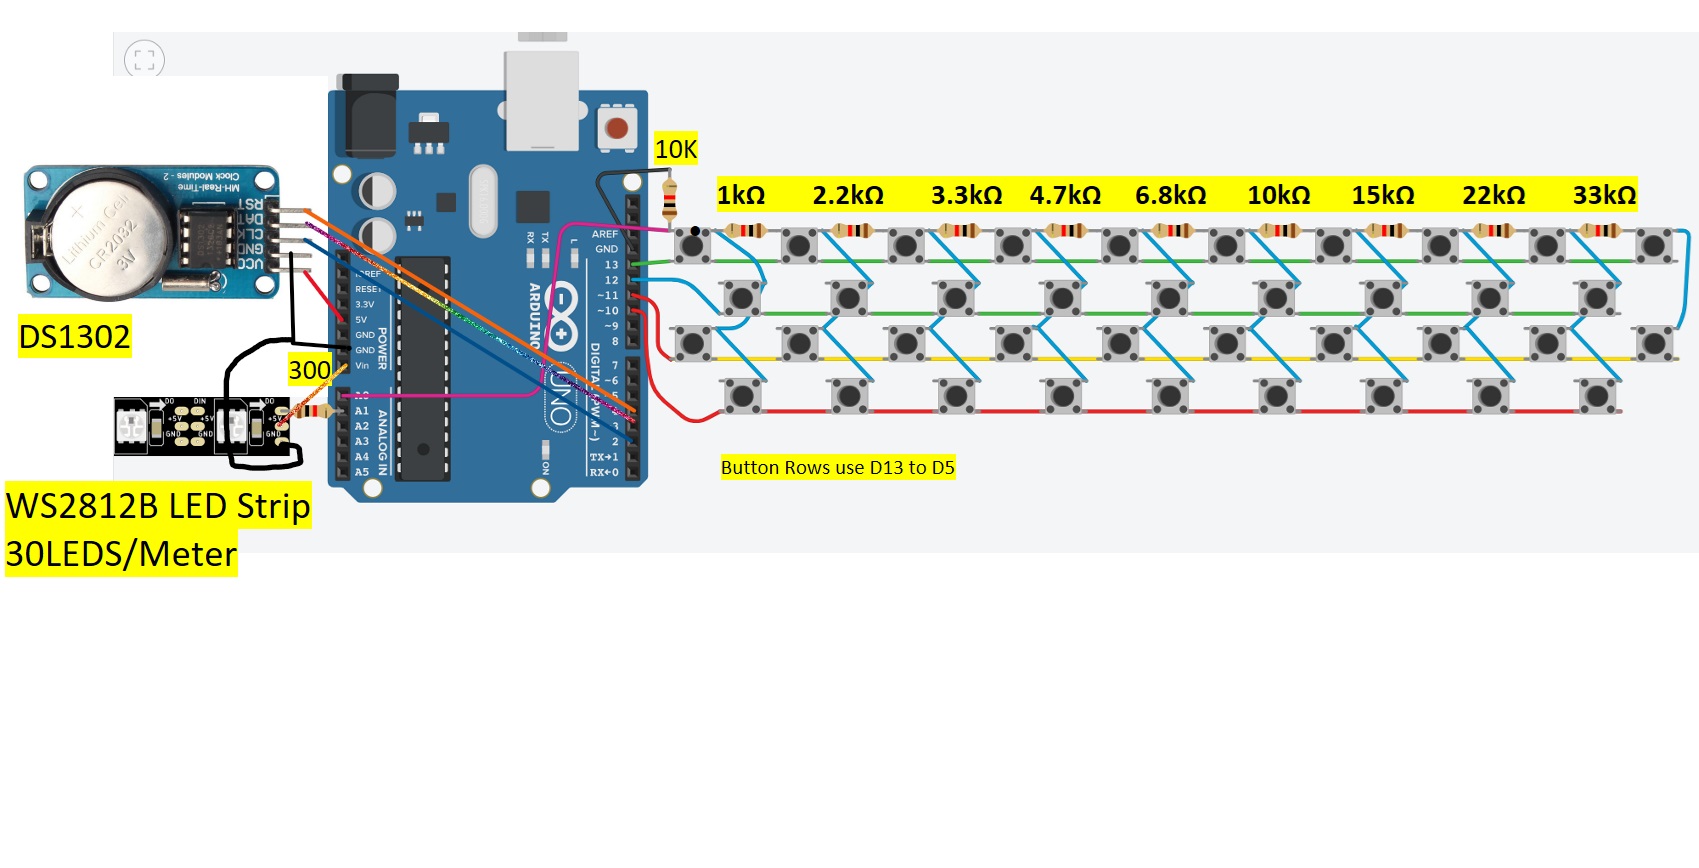 10K
1kΩ 2.2kΩ 3.3kΩ 4.7kΩ 6.8kΩ 10kΩ 15kΩ 22kΩ 33kΩ
MH-Real-Time
Clock Modules - 2
RST
DAT
CLK
GND
VCC
Lithium Cell
CR2032
3V
DS1302
300
DO DIN DO
+5V +5V +5V
GND GND GND
WS2812B LED Strip
30LEDS/Meter
IOREF
RESET
3.3V
5V
GND
GND
Vin
POWER
A0
A1
A2
A3
A4
A5
ANALOG IN
RX
TX
L
ARDUINO
UNO
ON
AREF
GND
13
12
~11
~10
~9
8
7
~6
5
3
2
TX→1
RX←0
DIGITAL (PWM~)
Button Rows use D13 to D5